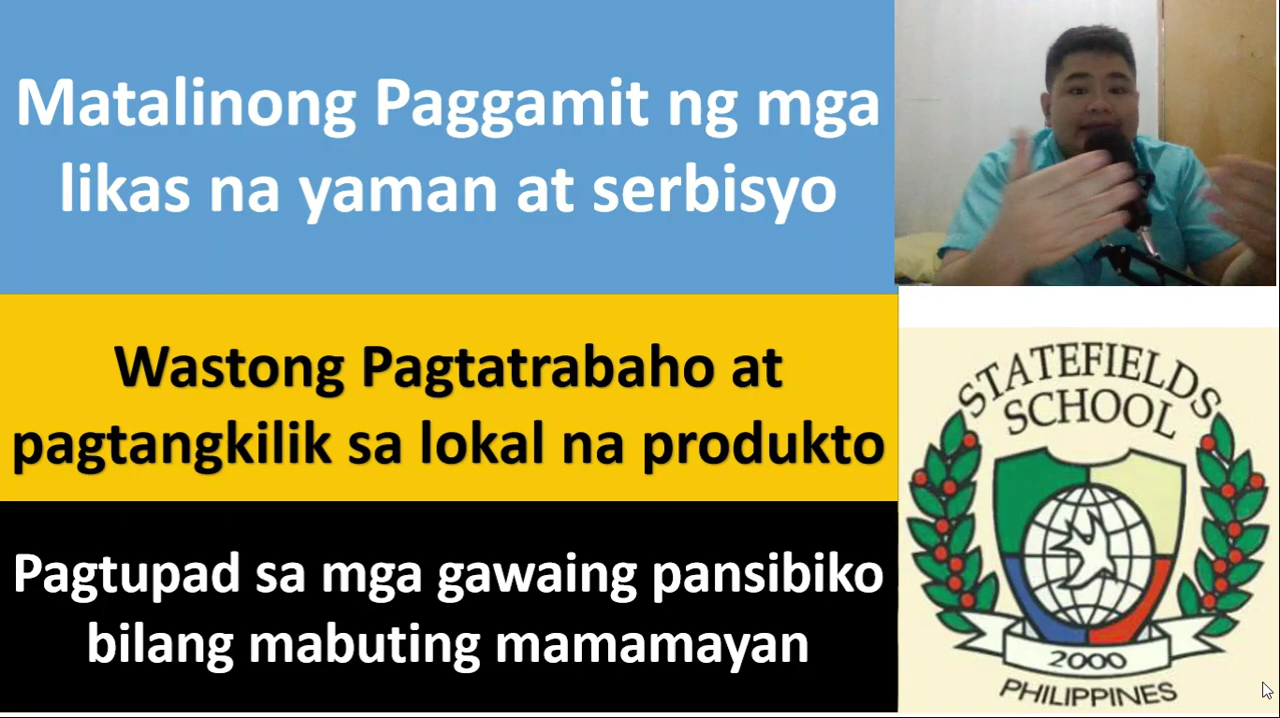 Matalinong Paggamit ng mga
likas na yaman at serbisyo
Wastong Pagtatrabaho at
pagtangkilik sa lokal na produkto
Pagtupad sa mga gawaing pansibiko
bilang mabuting mamamayan
STATEFIELDS
SCHOOL
2000
PHILIPPINES